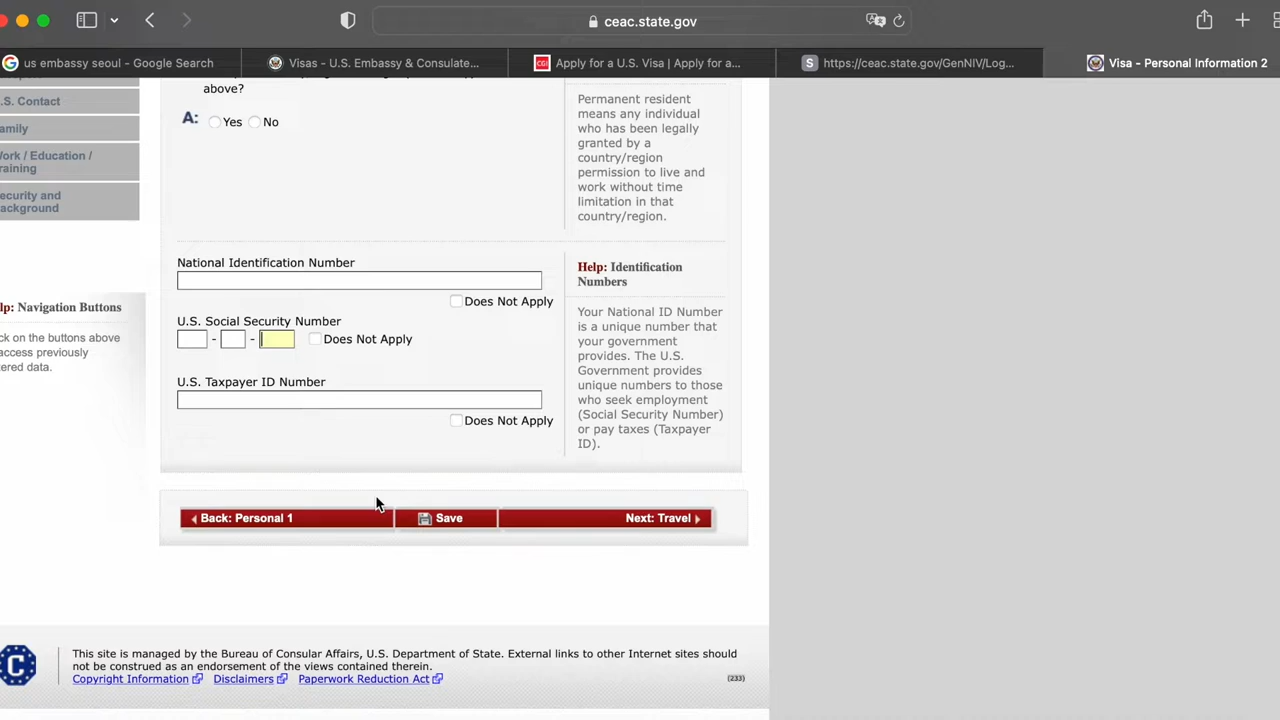 ceac.state.gov
us embassy seoul - Google Search
Visas - U.S. Embassy & Consulate...
CGI
Apply for a U.S. Visa | Apply for a...
S
https://ceac.state.gov/GenNIV/Log...
Visa - Personal Information 2
.S. Contact
amily
Work / Education /
raining
ecurity and
ackground
lp: Navigation Buttons
ck on the buttons above
access previously
tered data.
above?
A:
Yes
No
Permanent resident
means any individual
who has been legally
granted by a
country/region
permission to live and
work without time
limitation in that
country/region.
National Identification Number
Does Not Apply
U.S. Social Security Number
- -
Does Not Apply
U.S. Taxpayer ID Number
Does Not Apply
Help: Identification
Numbers
Your National ID Number
is a unique number that
your government
provides. The U.S.
Government provides
unique numbers to those
who seek employment
(Social Security Number)
or pay taxes (Taxpayer
ID).
Back: Personal 1
Save
Next: Travel
C
This site is managed by the Bureau of Consular Affairs, U.S. Department of State. External links to other Internet sites should
not be construed as an endorsement of the views contained therein.
Copyright Information
Disclaimers
Paperwork Reduction Act
(233)